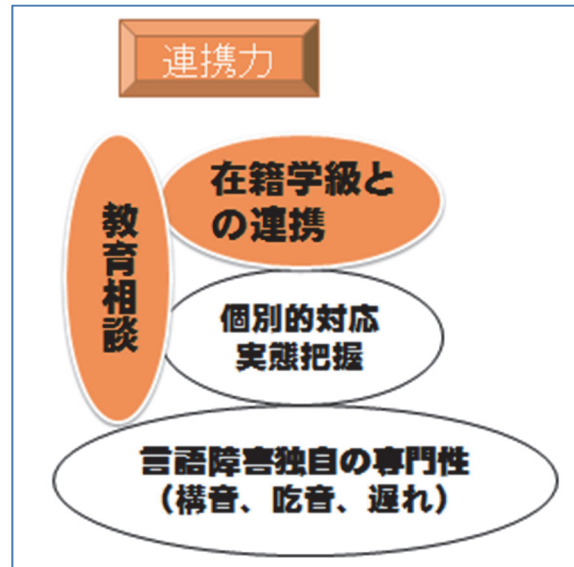 連携力
教育相談
在籍学級と
の連携
個別的対応
実態把握
言語障害独自の専門性
（構音、吃音、遅れ）